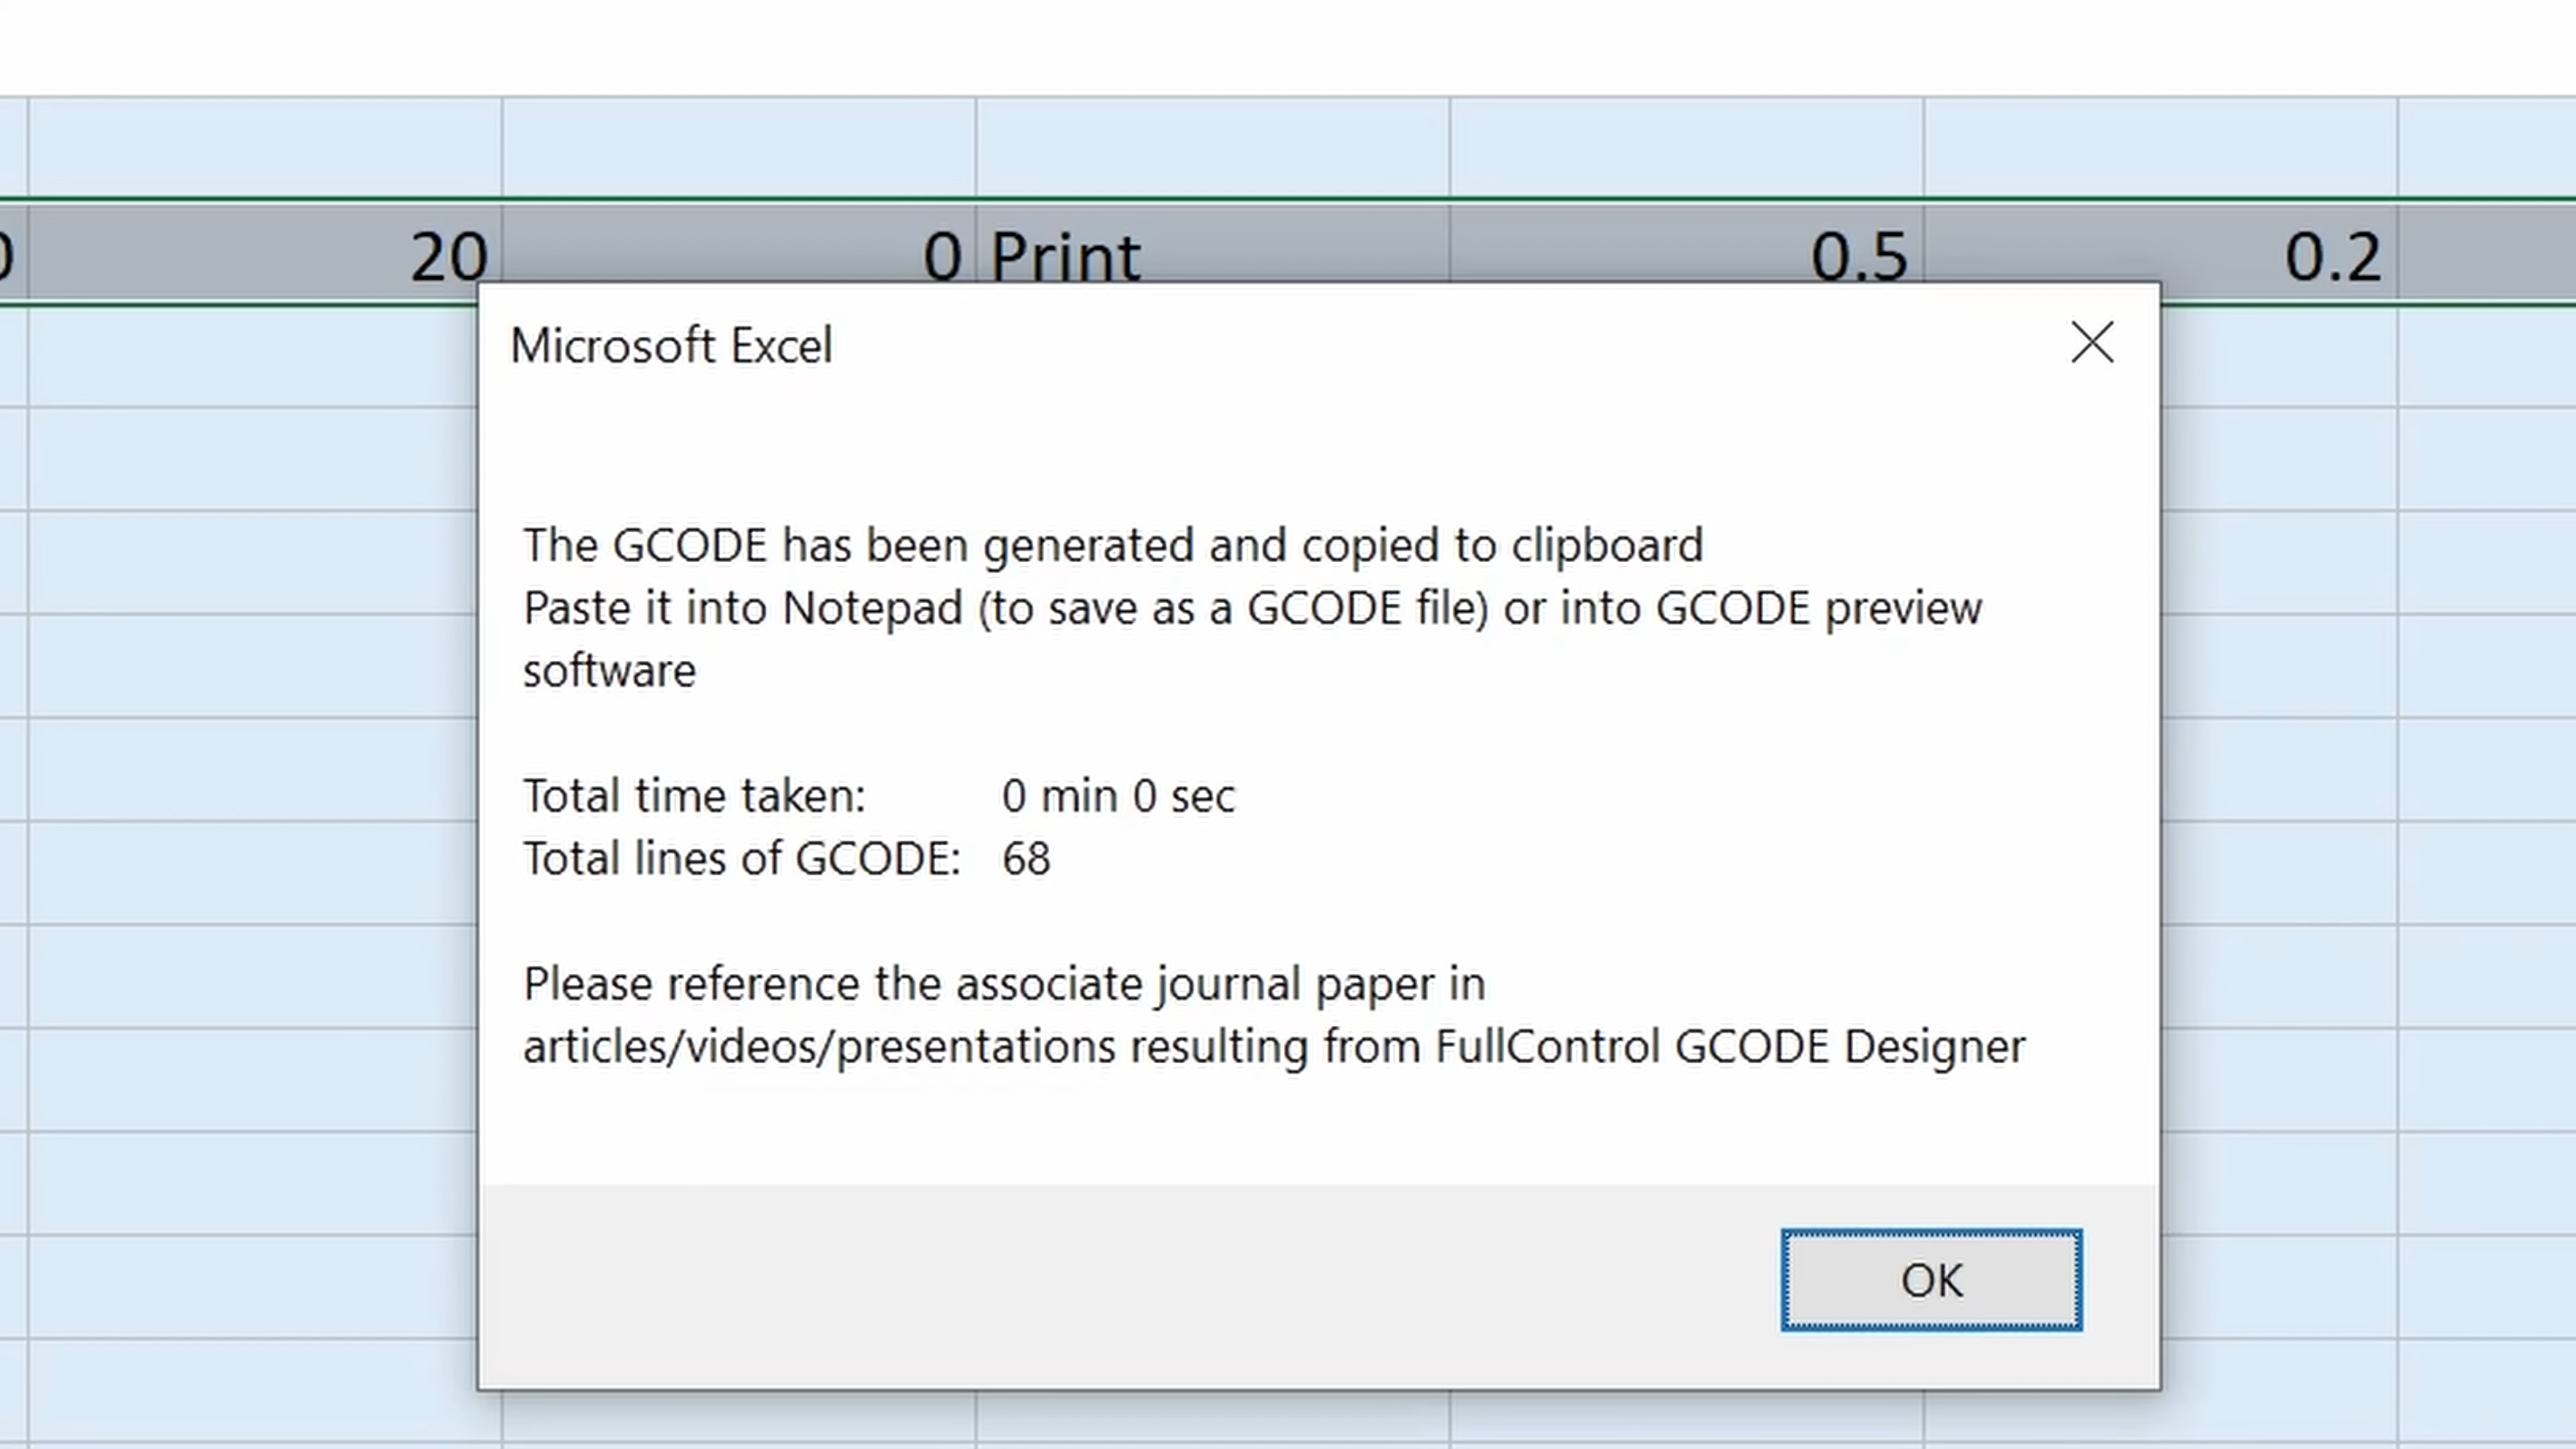 20 0 Print 0.5 0.2
Microsoft Excel
The GCODE has been generated and copied to clipboard
Paste it into Notepad (to save as a GCODE file) or into GCODE preview
software
Total time taken: 0 min 0 sec
Total lines of GCODE: 68
Please reference the associate journal paper in
articles/videos/presentations resulting from FullControl GCODE Designer
OK